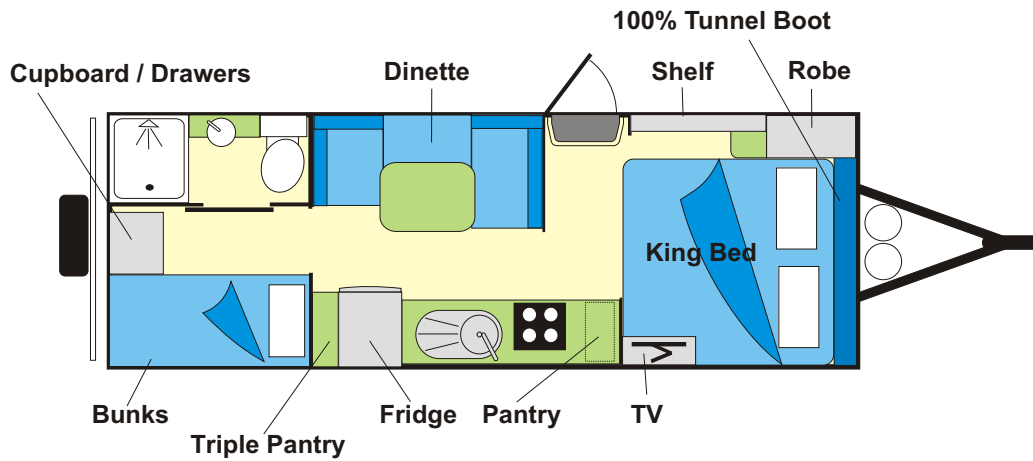 100% Tunnel Boot
Cupboard / Drawers
Dinette
Shelf
Robe
King Bed
Bunks
Triple Pantry
Fridge
Pantry
TV